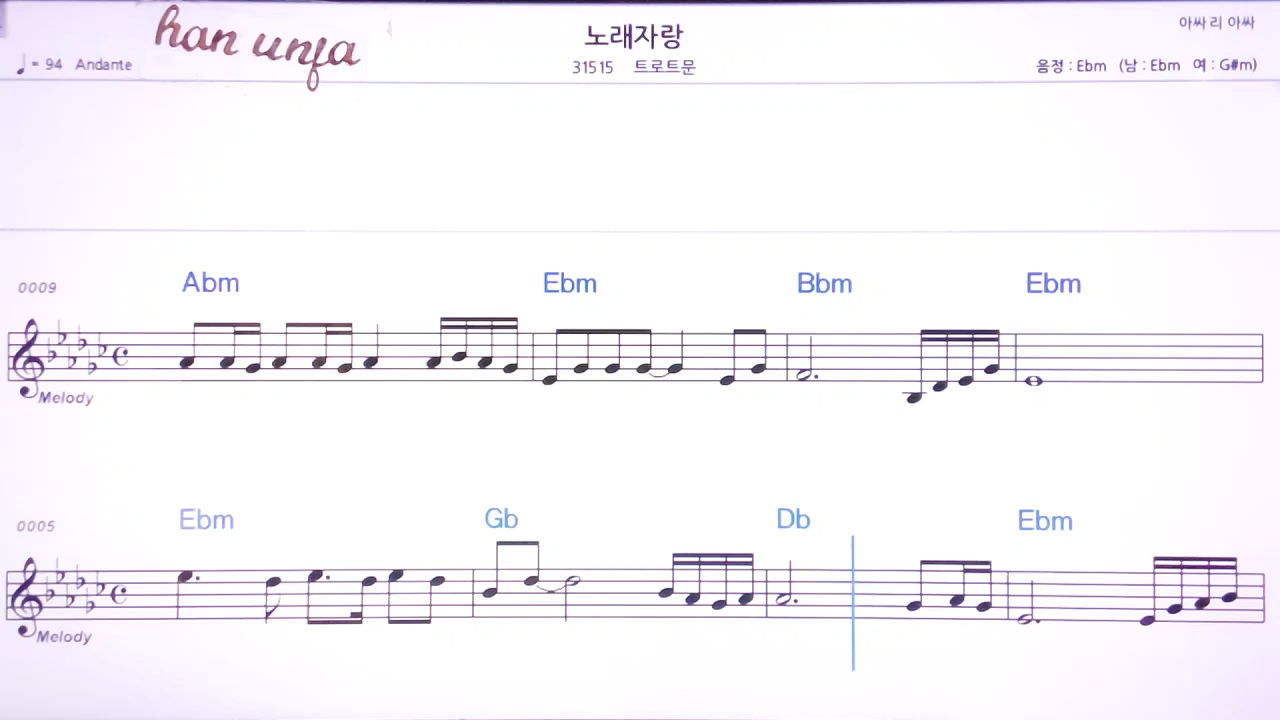 han unfa
노래자랑
아싸 리 아싸
♩ = 94 Andante
31515 트로트문
음정 : Ebm (남 : Ebm 여 : G#m)
0009
Abm Ebm Bbm Ebm
Melody
0005
Ebm Gb Db Ebm
Melody